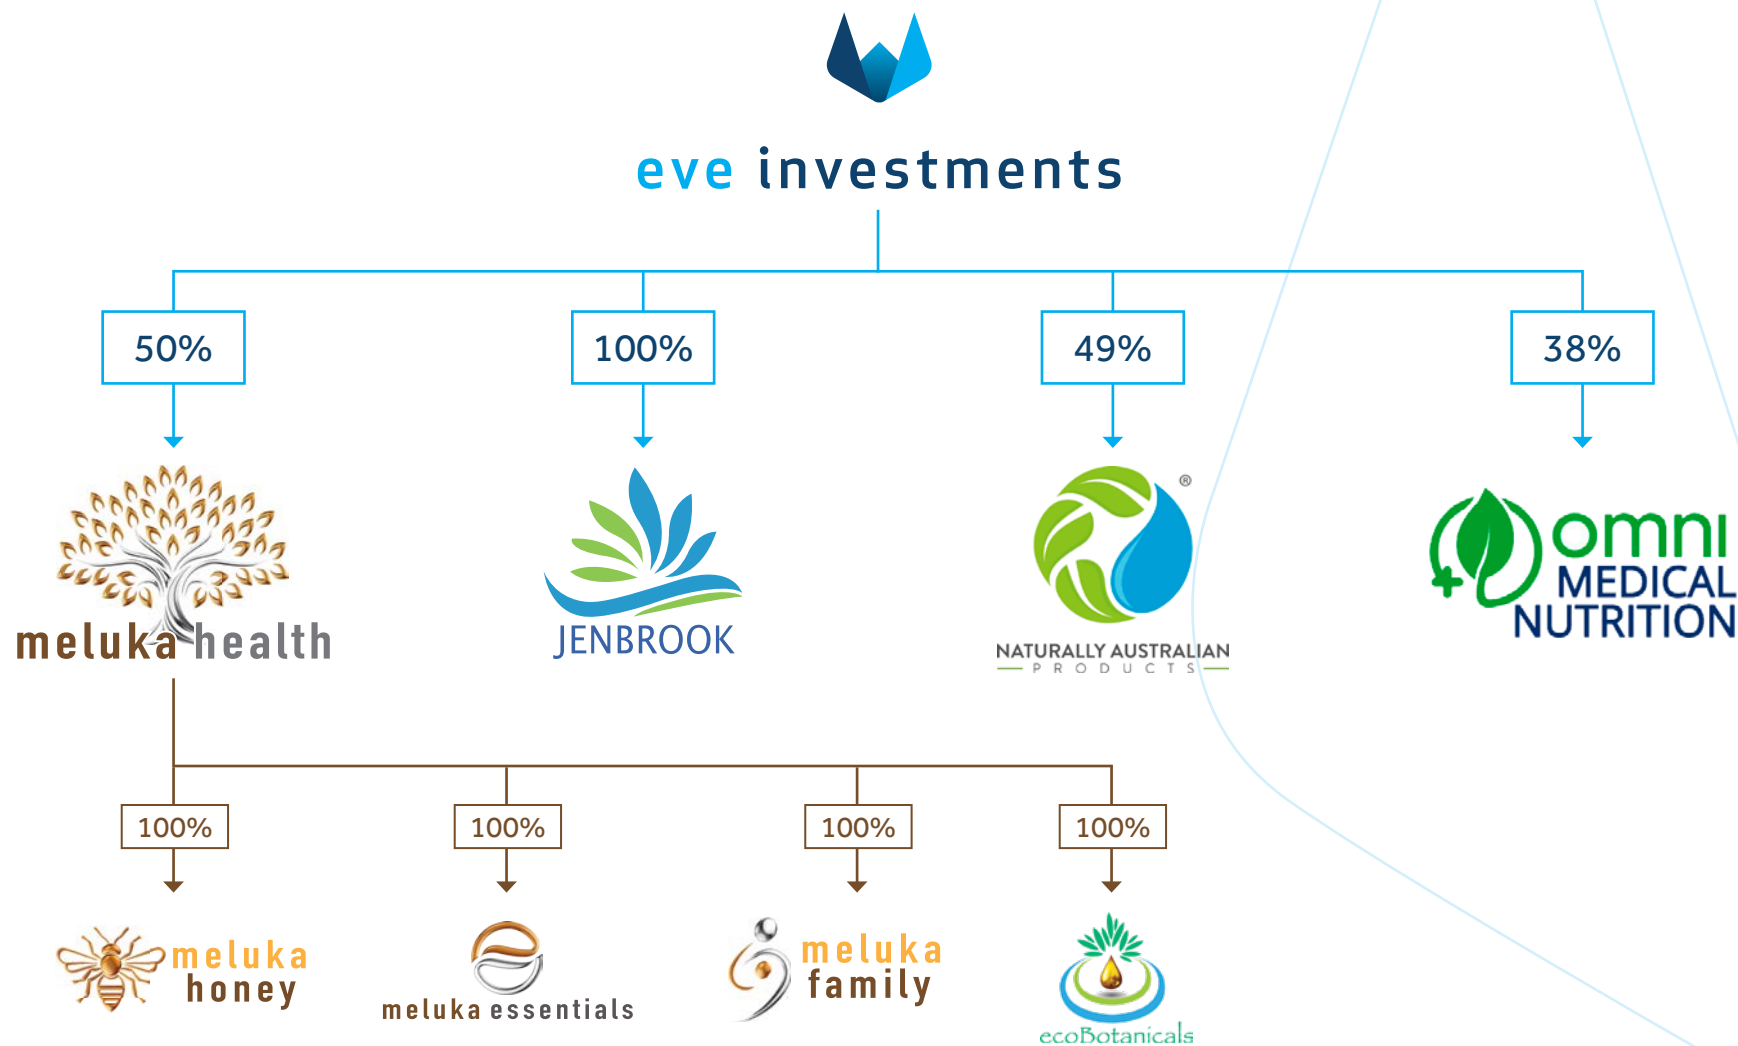 eve investments
50%
100%
49%
38%
meluka health
JENBROOK
®
NATURALLY AUSTRALIAN
PRODUCTS
omni
MEDICAL
NUTRITION
100%
100%
100%
100%
meluka
honey
meluka essentials
meluka
family
ecoBotanicals